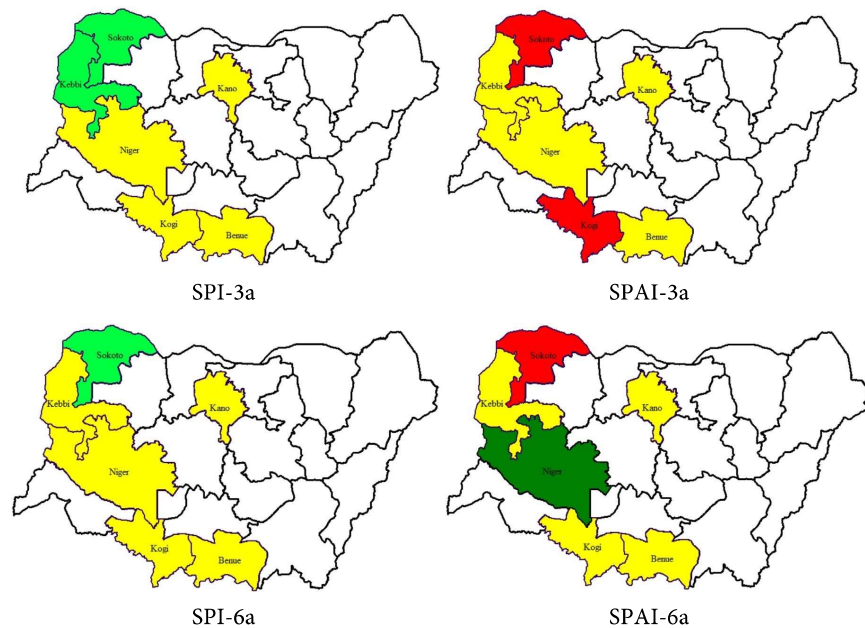 Sokoto
Kebbi
Kano
Niger
Kogi
Benue
SPI-3a
Sokoto
Kebbi
Kano
Niger
Kogi
Benue
SPAI-3a
Sokoto
Kebbi
Kano
Niger
Kogi
Benue
SPI-6a
Sokoto
Kebbi
Kano
Niger
Kogi
Benue
SPAI-6a